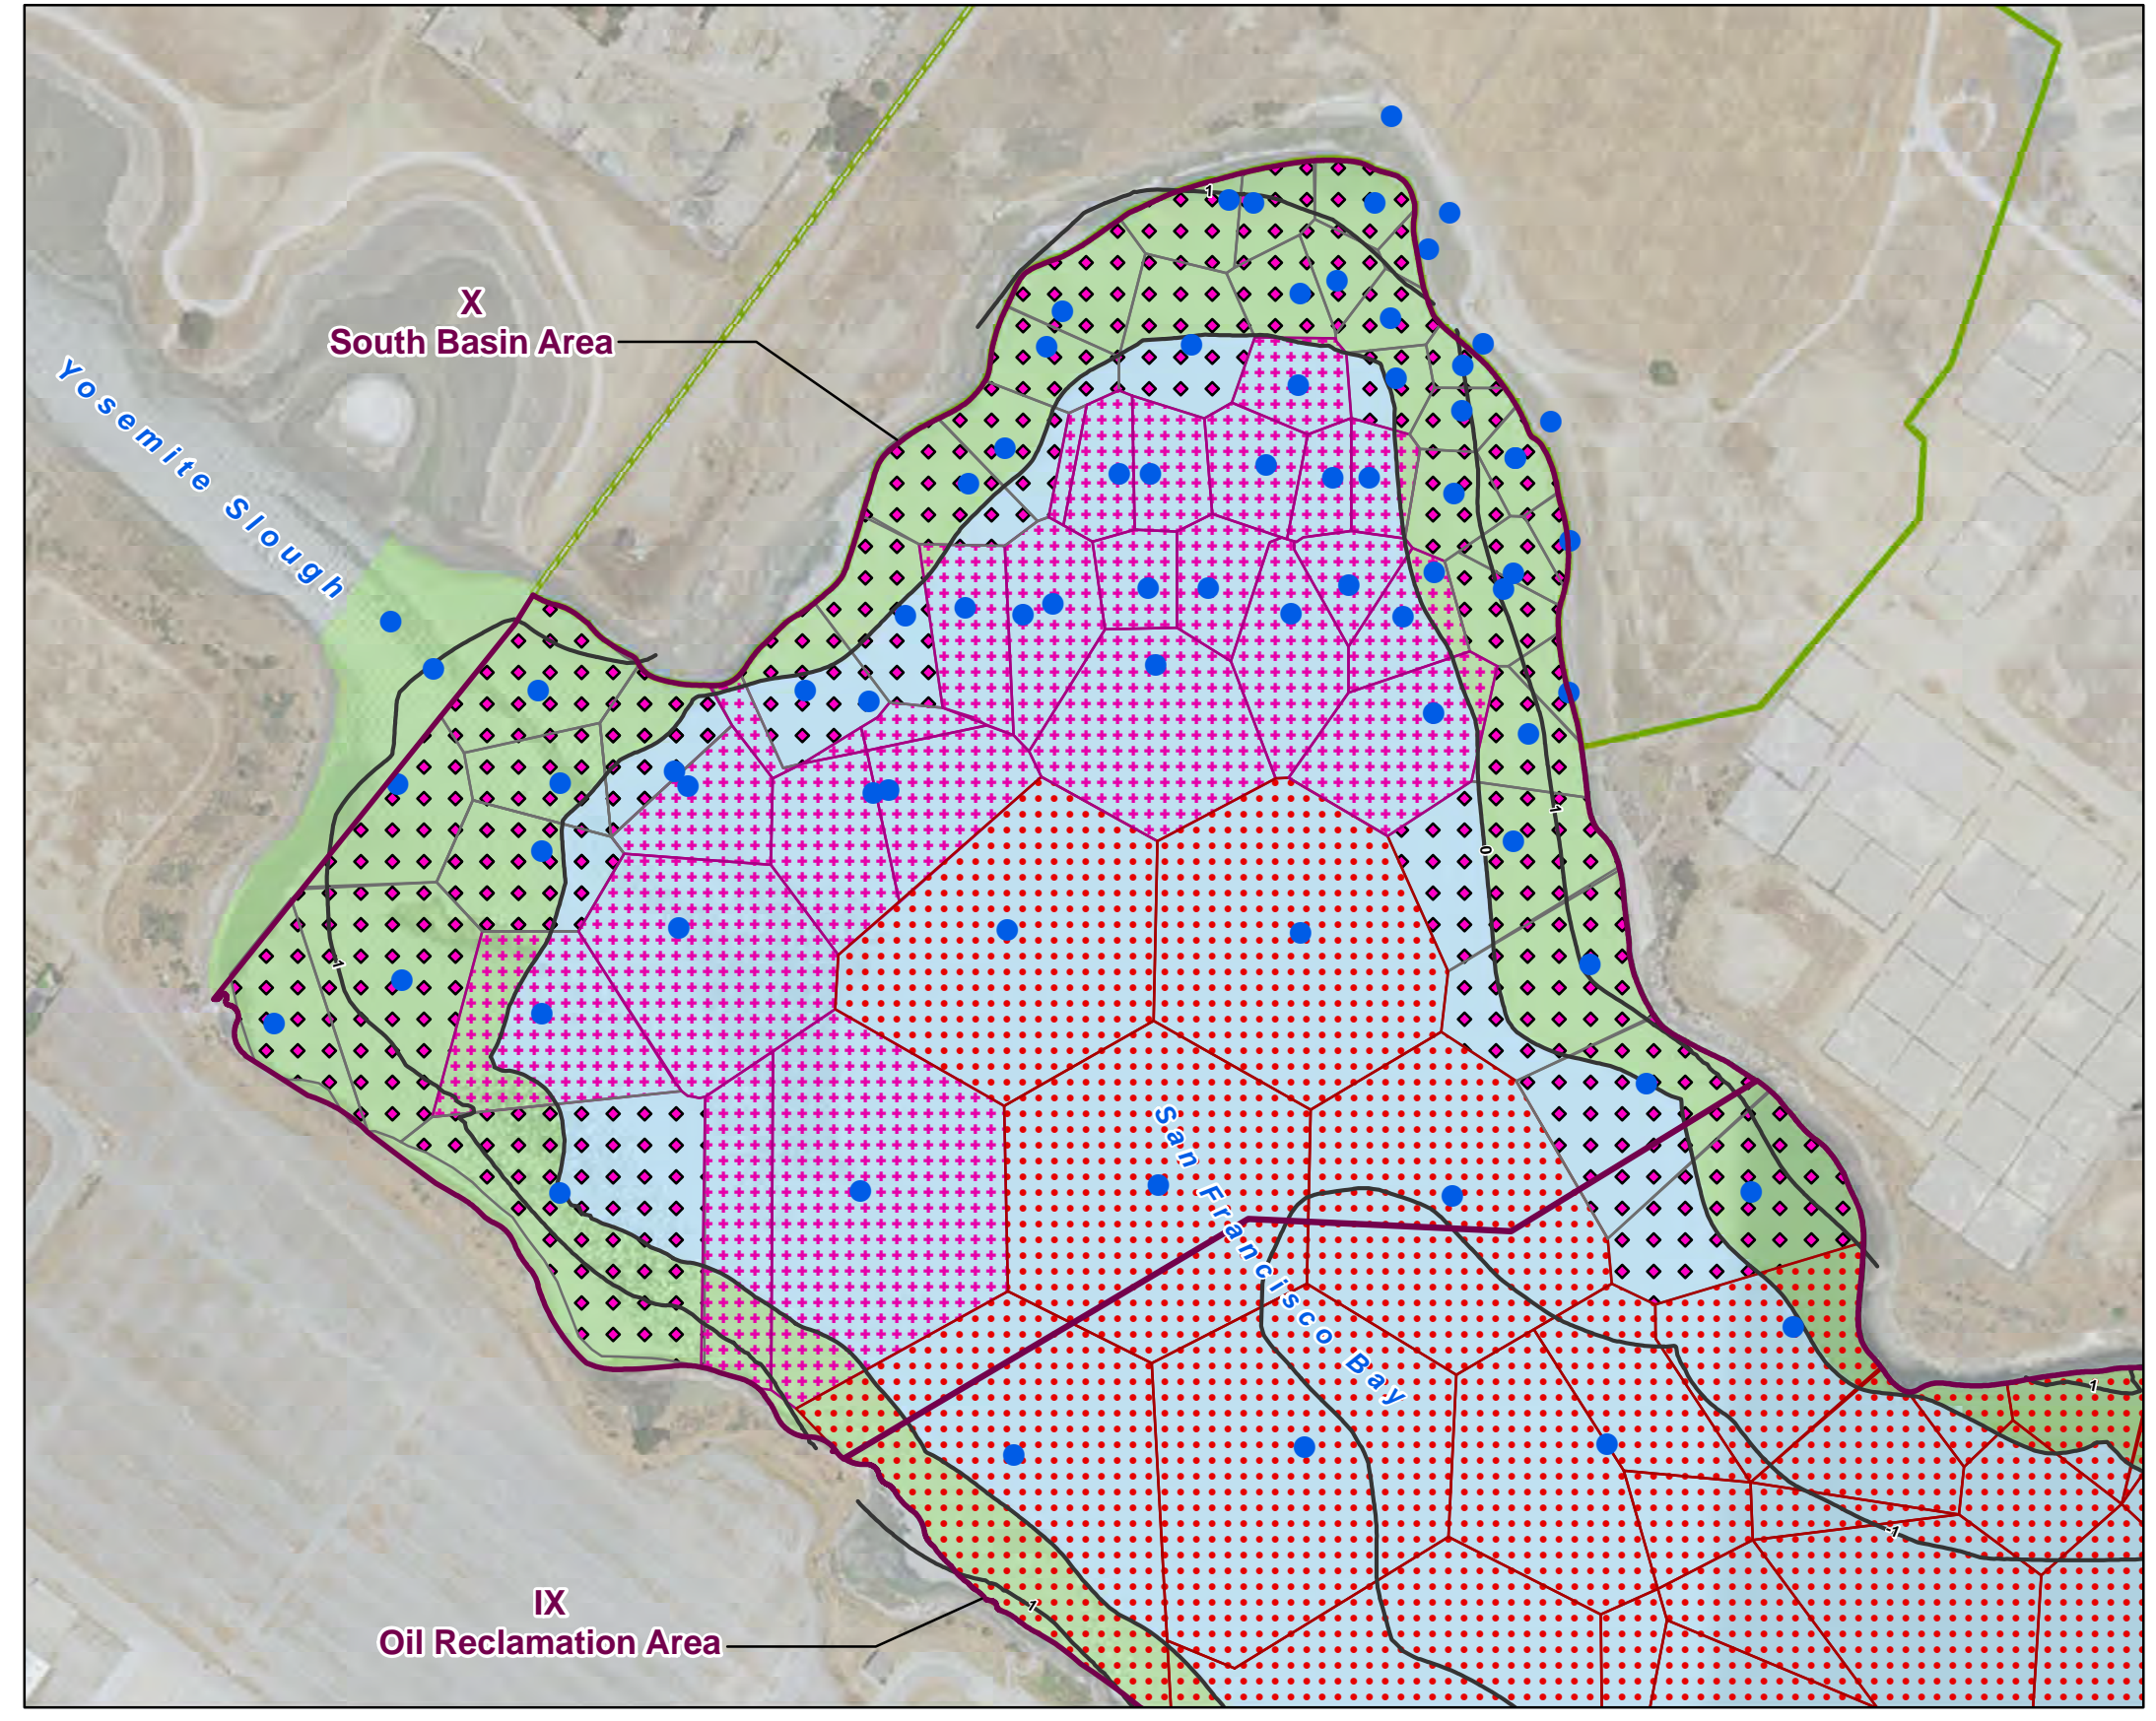 1
X
South Basin Area
Yosemite Slough
1
0
1
San Francisco Bay
1
-1
IX
Oil Reclamation Area
1